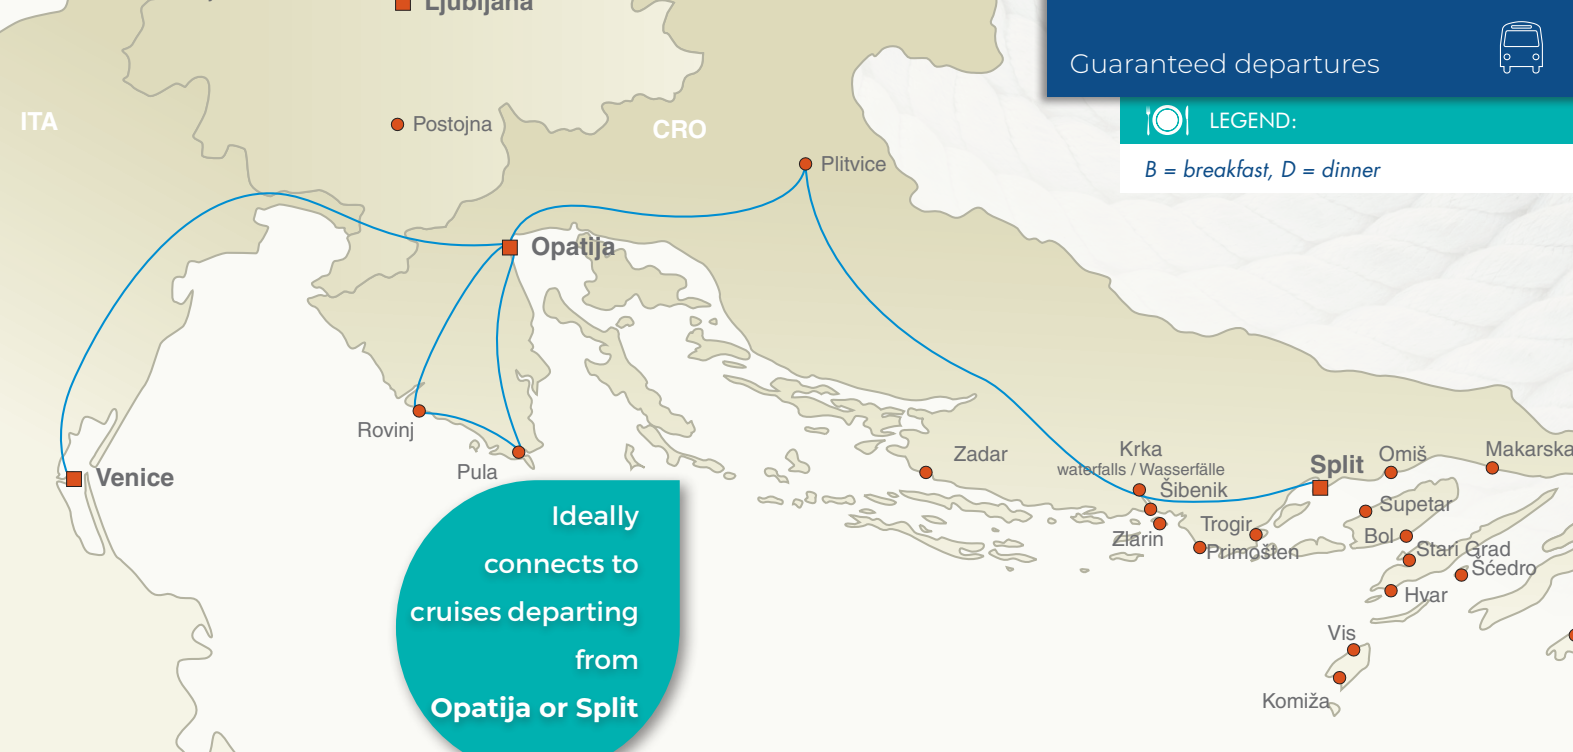 Ljubljana
Guaranteed departures
LEGEND:
B = breakfast, D = dinner
ITA
Postojna
CRO
Plitvice
Opatija
Rovinj
Pula
Venice
Zadar
Krka
waterfalls / Wasserfälle
Šibenik
Zlarin
Trogir
Primošten
Split
Omiš
Makarska
Supetar
Bol
Stari Grad
Šćedro
Hvar
Vis
Komiža
Ideally
connects to
cruises departing
from
Opatija or Split